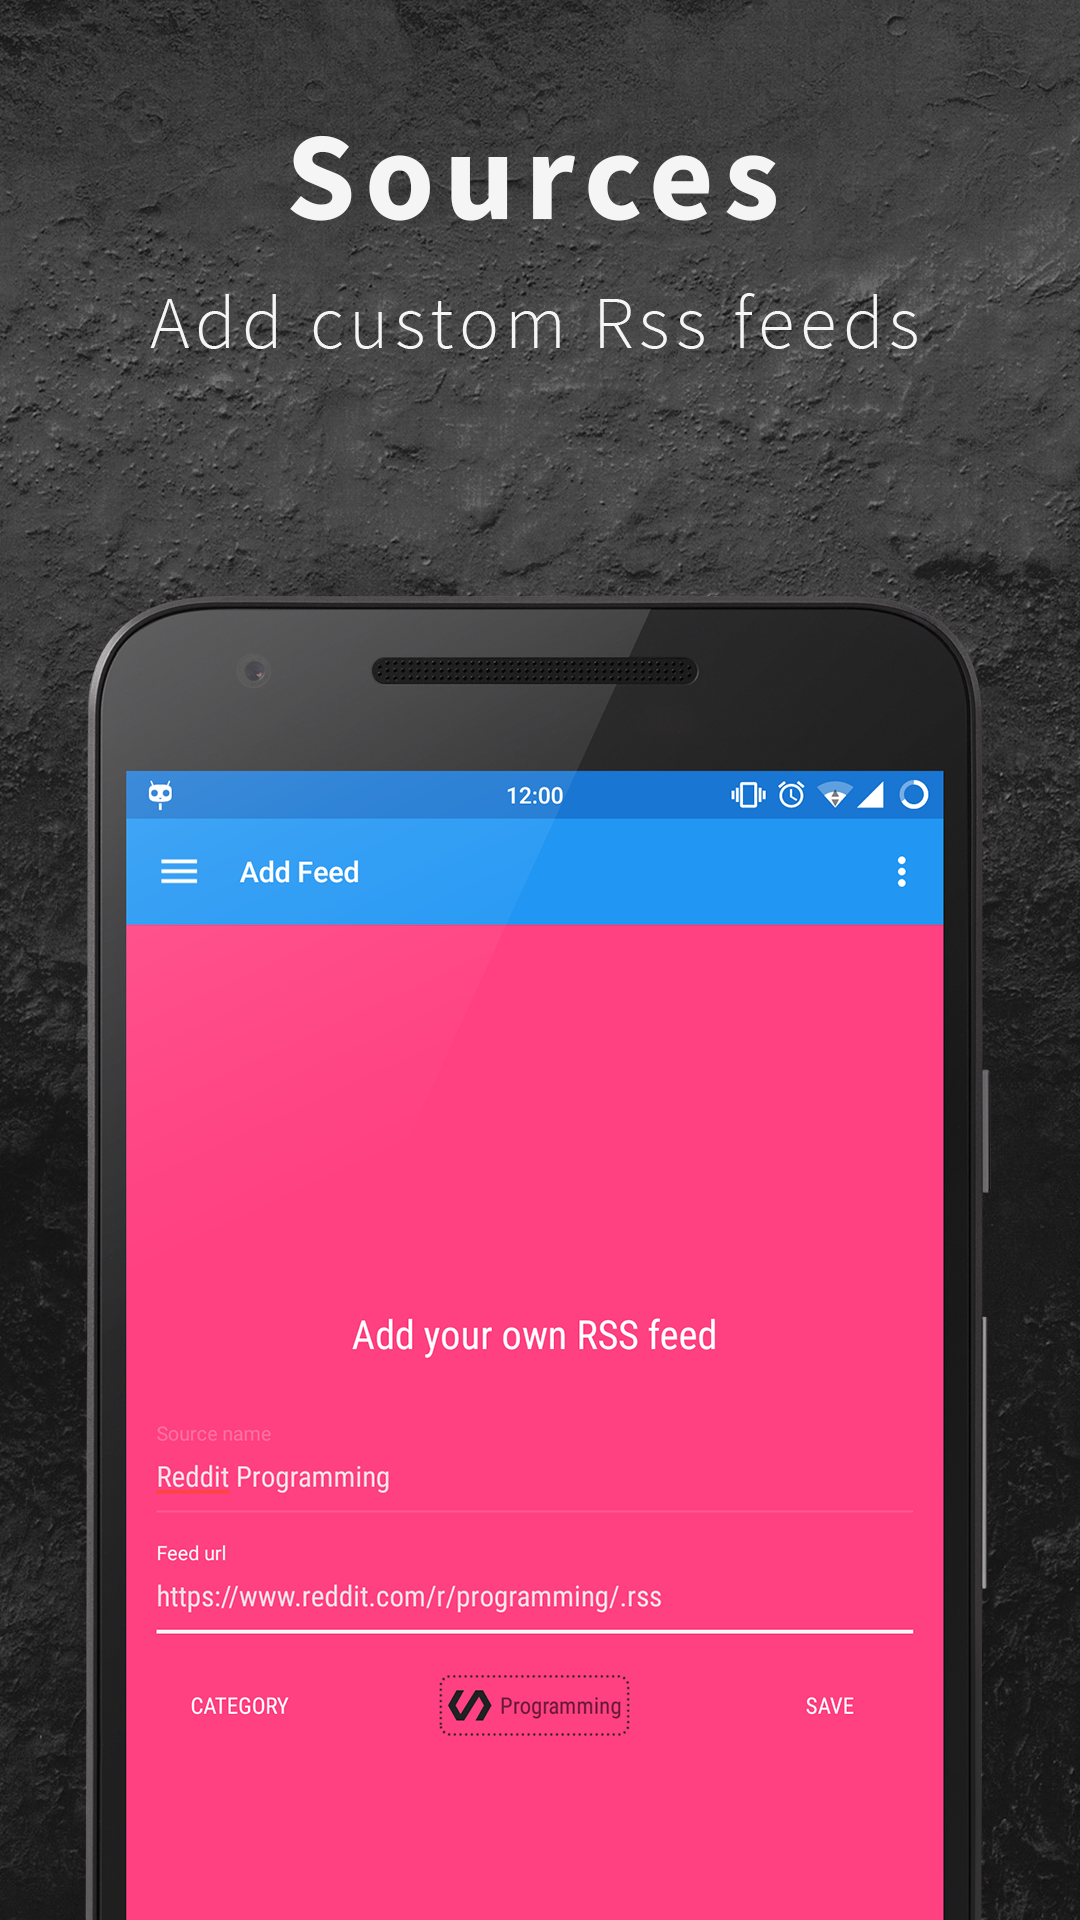 Sources
Add custom Rss feeds
12:00
Add Feed
Add your own RSS feed
Source name
Reddit Programming
Feed url
https://www.reddit.com/r/programming/.rss
CATEGORY
Programming
SAVE